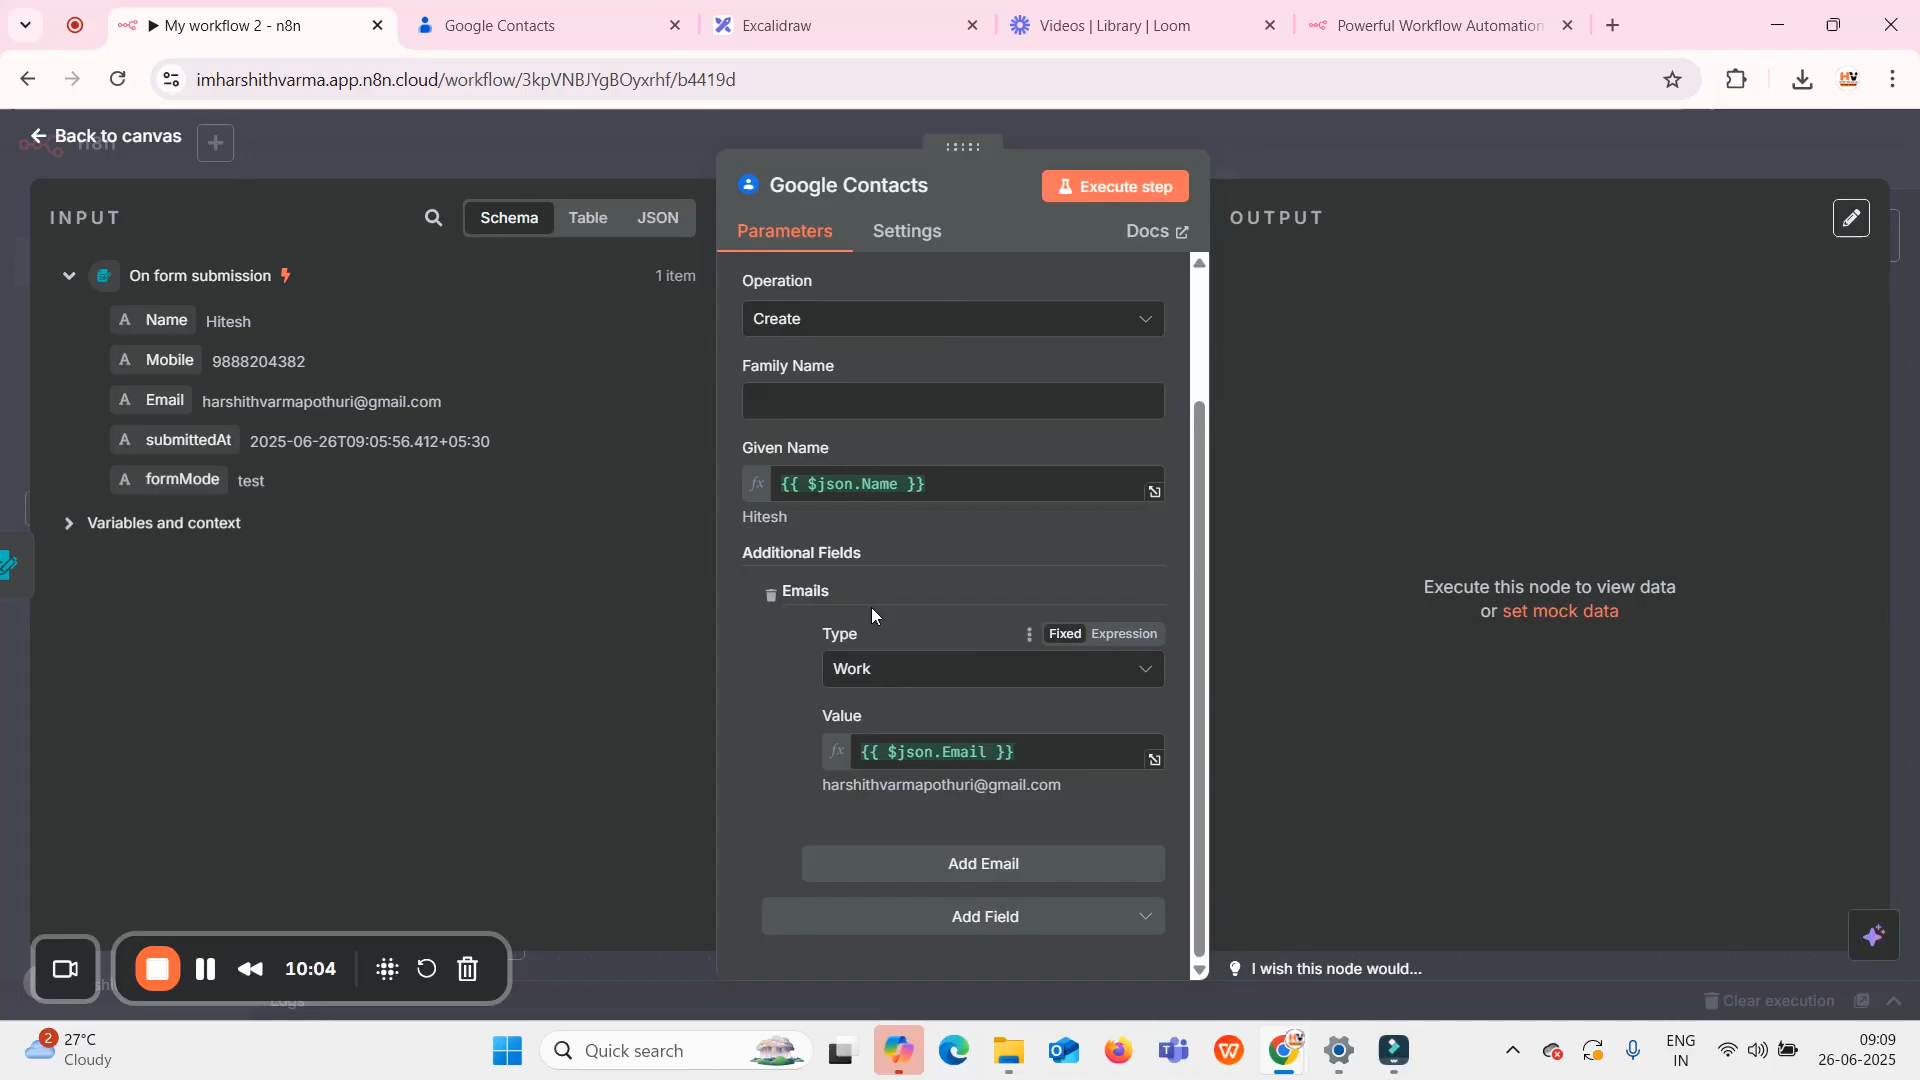 My workflow 2 - n8n
Google Contacts
Excalidraw
Videos | Library | Loom
Powerful Workflow Automation
imharshithvarma.app.n8n.cloud/workflow/3kpVNBJYgBOyxrhf/b4419d
Back to canvas
n8n
Google Contacts
Execute step
INPUT
Schema
Table
JSON
Parameters
Settings
Docs
OUTPUT
On form submission
1 item
A Name Hitesh
A Mobile 9888204382
A Email harshithvarmapothuri@gmail.com
A submittedAt 2025-06-26T09:05:56.412+05:30
A formMode test
Variables and context
Operation
Create
Family Name
Given Name
fx {{ $json.Name }}
Hitesh
Additional Fields
Emails
Type
Fixed Expression
Work
Value
fx {{ $json.Email }}
harshithvarmapothuri@gmail.com
Add Email
Add Field
Execute this node to view data
or set mock data
I wish this node would...
10:04
Logs
Clear execution
2
27°C
Cloudy
Quick search
ENG
IN
09:09
26-06-2025